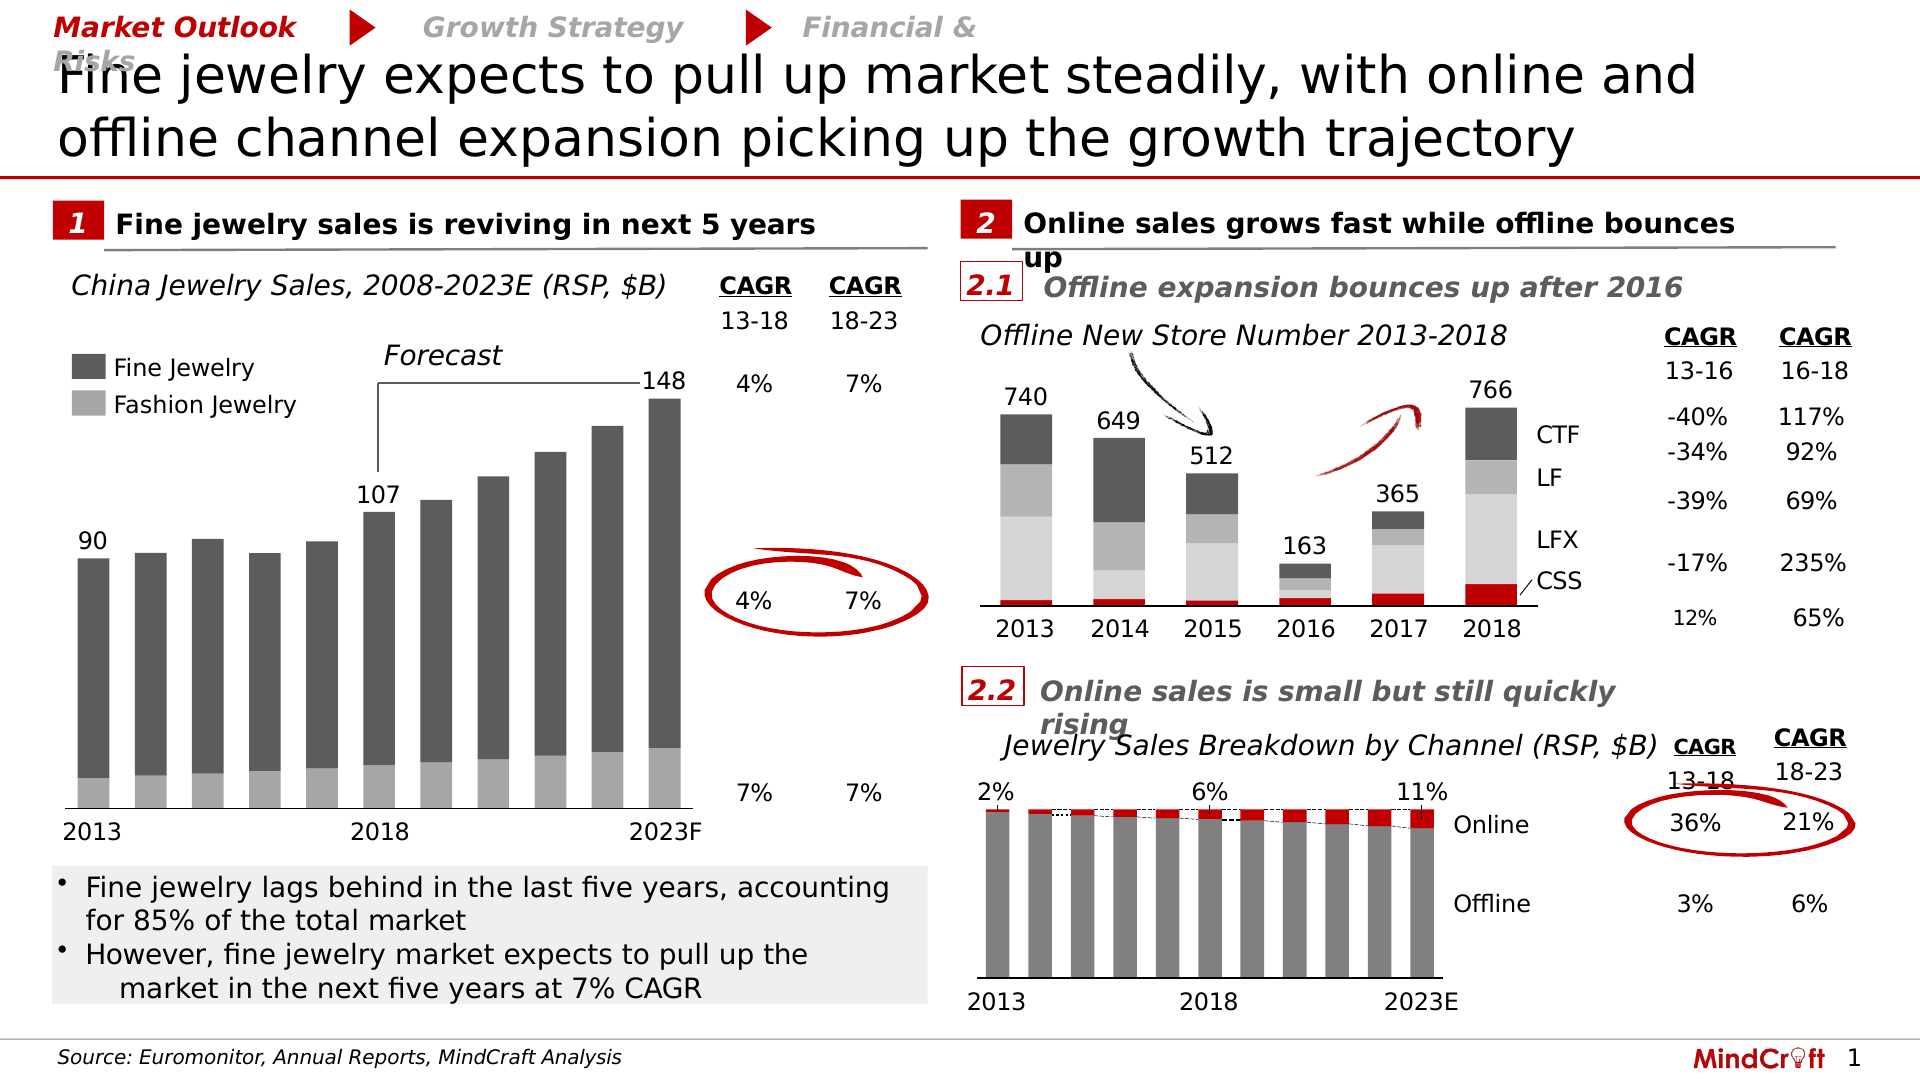 Market Outlook Growth Strategy Financial &
Risks
Fine jewelry expects to pull up market steadily, with online and
offline channel expansion picking up the growth trajectory
1 Fine jewelry sales is reviving in next 5 years
China Jewelry Sales, 2008-2023E (RSP, $B)
CAGR CAGR
13-18 18-23
Forecast
Fine Jewelry
Fashion Jewelry
148
4% 7%
107
90
4% 7%
7% 7%
2013 2018 2023F
• Fine jewelry lags behind in the last five years, accounting
for 85% of the total market
• However, fine jewelry market expects to pull up the
market in the next five years at 7% CAGR
2 Online sales grows fast while offline bounces
up
2.1 Offline expansion bounces up after 2016
Offline New Store Number 2013-2018
CAGR CAGR
13-16 16-18
740 649 512 163 365 766
CTF
LF
LFX
CSS
-40% 117%
-34% 92%
-39% 69%
-17% 235%
12% 65%
2013 2014 2015 2016 2017 2018
2.2 Online sales is small but still quickly
rising
Jewelry Sales Breakdown by Channel (RSP, $B)
CAGR CAGR
13-18 18-23
2% 6% 11%
Online 36% 21%
Offline 3% 6%
2013 2018 2023E
Source: Euromonitor, Annual Reports, MindCraft Analysis
MindCraft 1